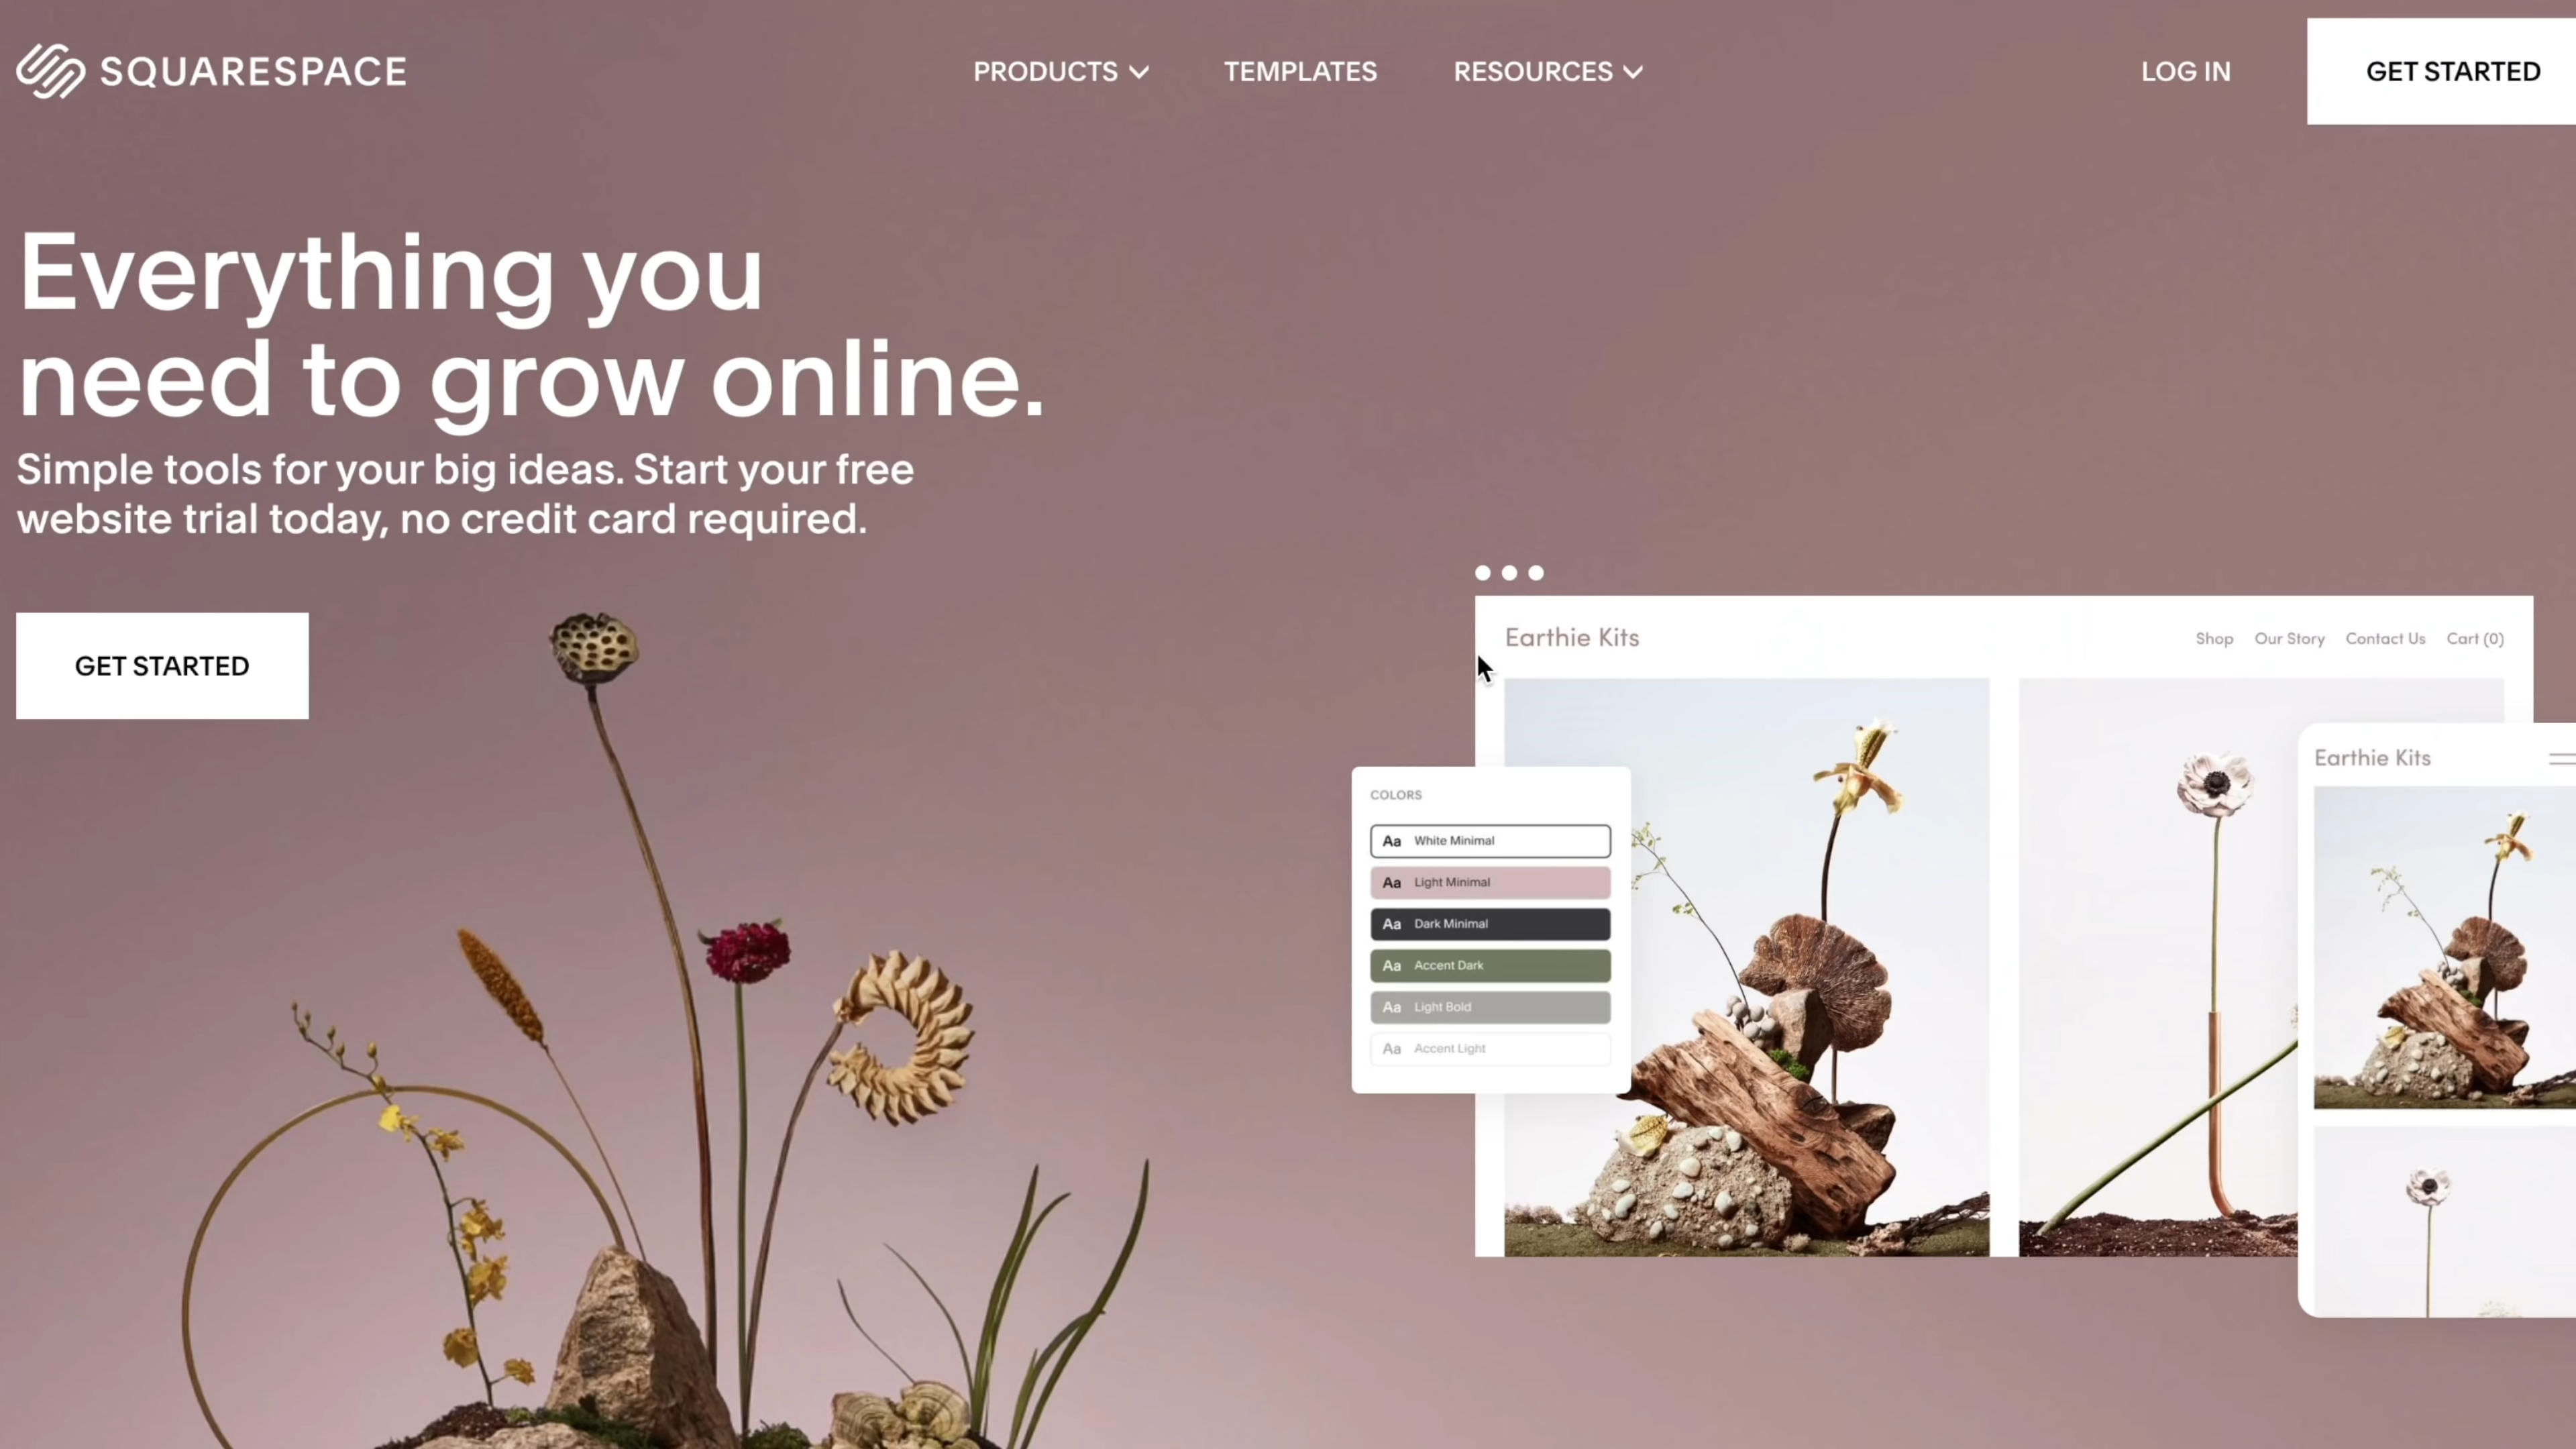 SQUARESPACE
PRODUCTS
TEMPLATES
RESOURCES
LOG IN
GET STARTED
Everything you
need to grow online.
Simple tools for your big ideas. Start your free
website trial today, no credit card required.
GET STARTED
Earthie Kits
Shop
Our Story
Contact Us
Cart (0)
Earthie Kits
COLORS
Aa White Minimal
Aa Light Minimal
Aa Dark Minimal
Aa Accent Dark
Aa Light Bold
Aa Accent Light